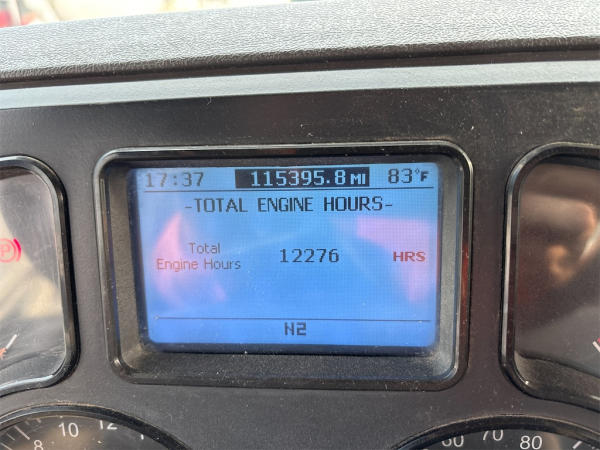 17:37 115395.8 MI 83°F
-TOTAL ENGINE HOURS-
Total
Engine Hours 12276 HRS
N2
(P)
8 10 12
60 70 80